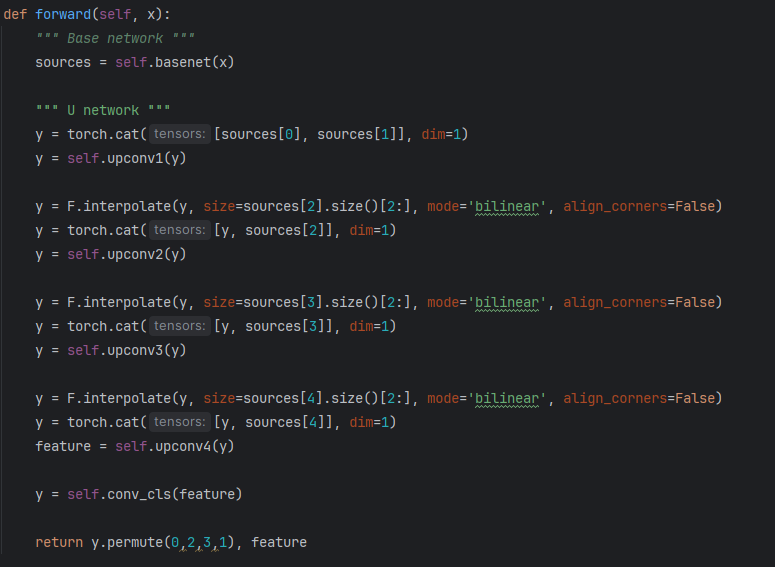 def forward(self, x):
    """ Base network """
    sources = self.basenet(x)
    """ U network """
    y = torch.cat( tensors: [sources[0], sources[1]], dim=1)
    y = self.upconv1(y)
    y = F.interpolate(y, size=sources[2].size()[2:], mode='bilinear', align_corners=False)
    y = torch.cat( tensors: [y, sources[2]], dim=1)
    y = self.upconv2(y)
    y = F.interpolate(y, size=sources[3].size()[2:], mode='bilinear', align_corners=False)
    y = torch.cat( tensors: [y, sources[3]], dim=1)
    y = self.upconv3(y)
    y = F.interpolate(y, size=sources[4].size()[2:], mode='bilinear', align_corners=False)
    y = torch.cat( tensors: [y, sources[4]], dim=1)
    feature = self.upconv4(y)
    y = self.conv_cls(feature)
    return y.permute(0,2,3,1), feature